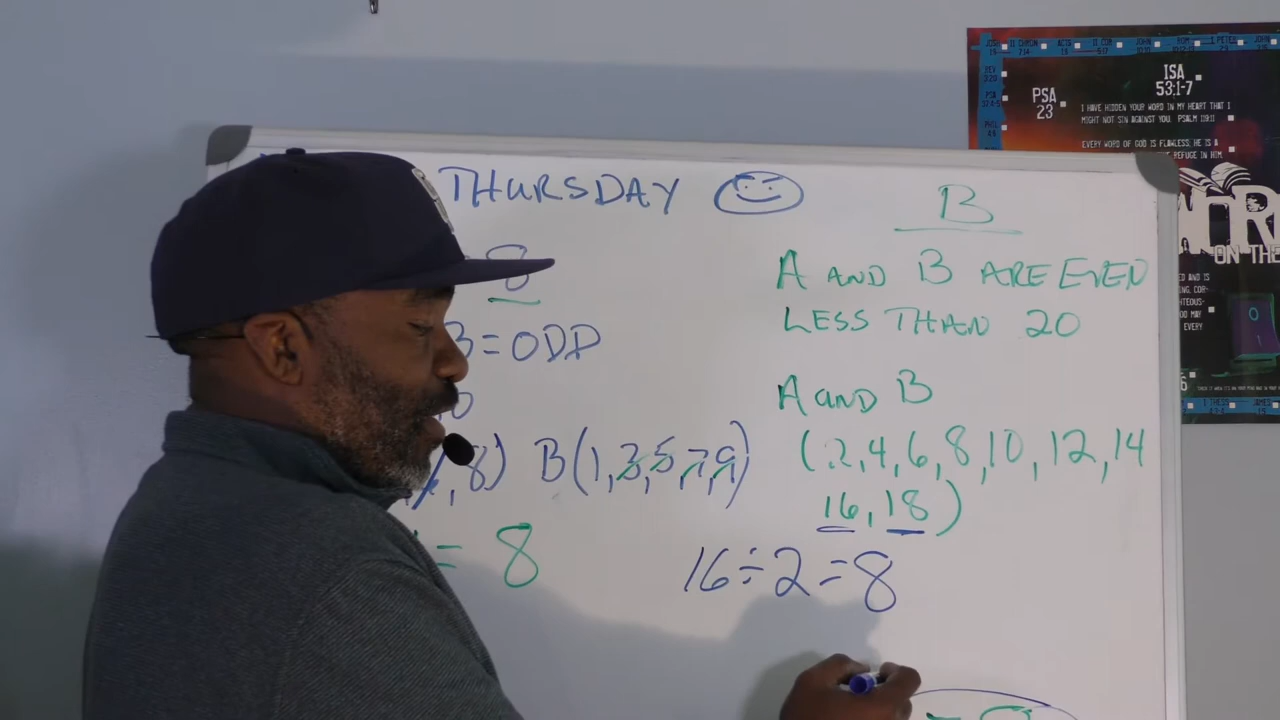 THURSDAY
8
B = ODD
B(1,3,5,7,9)
,8)
= 8
B
A AND B ARE EVEN
LESS THAN 20
A AND B
(2,4,6,8,10,12,14
16,18)
16÷2=8
ISA
53:1-7
PSA
23
I HAVE HIDDEN YOUR WORD IN MY HEART THAT I
MIGHT NOT SIN AGAINST YOU. PSALM 119:11
EVERY WORD OF GOD IS FLAWLESS; HE IS A
REFUGE IN HIM.
ON THE